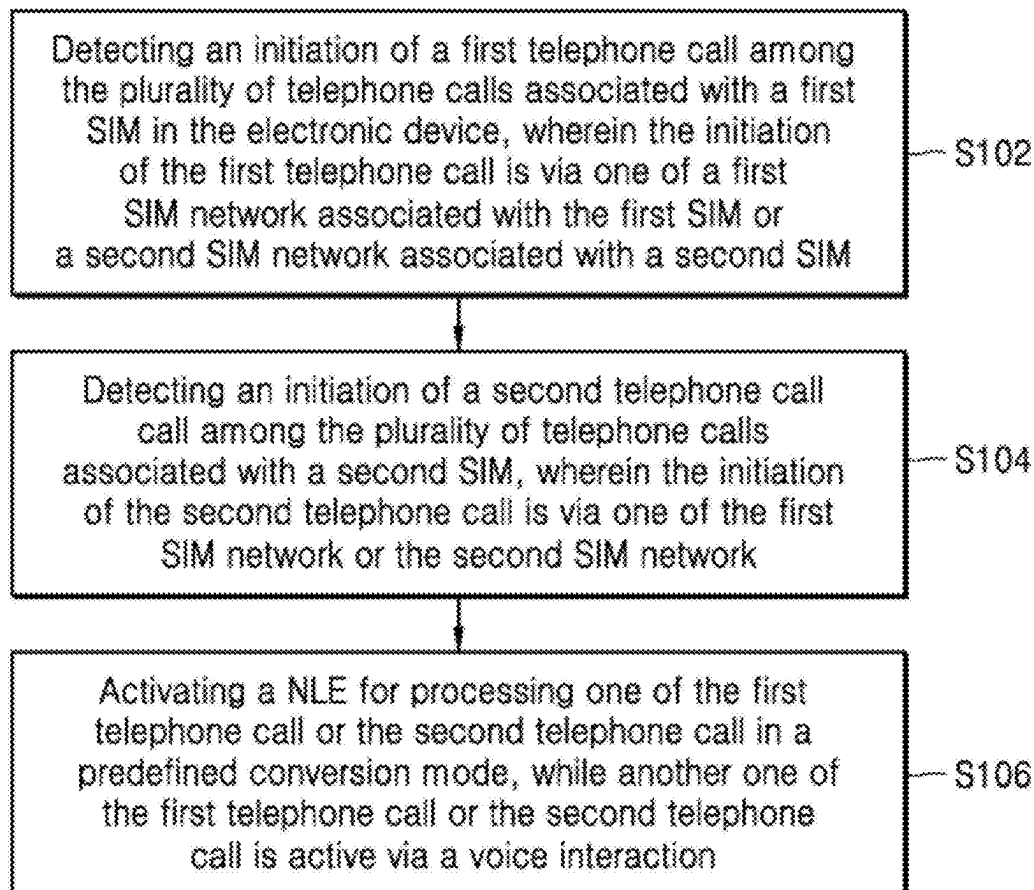 Detecting an initiation of a first telephone call among
the plurality of telephone calls associated with a first
SIM in the electronic device, wherein the initiation
of the first telephone call is via one of a first
SIM network associated with the first SIM or
a second SIM network associated with a second SIM
S102
Detecting an initiation of a second telephone call
call among the plurality of telephone calls
associated with a second SIM, wherein the initiation
of the second telephone call is via one of the first
SIM network or the second SIM network
S104
Activating a NLE for processing one of the first
telephone call or the second telephone call in a
predefined conversion mode, while another one of
the first telephone call or the second telephone
call is active via a voice interaction
S106